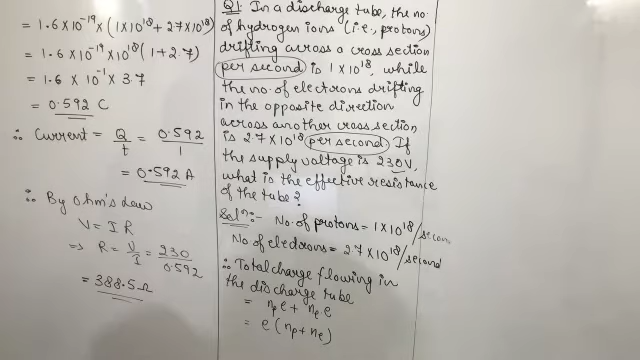 Q1: In a discharge tube, the no.
of hydrogen ions (i.e., protons)
drifting across a cross section
per second is 1×10¹⁸, while
the no. of electrons drifting
in the opposite direction
across another cross section
is 2.7×10¹⁸ per second. If
the supply voltage is 230V,
what is the effective resistance
of the tube?
Solⁿ:- No. of protons = 1×10¹⁸/second
No. of electrons = 2.7×10¹⁸/second
∴ Total charge flowing in
the discharge tube
= nₚe + nₑe
= e(nₚ + nₑ)
= 1.6×10⁻¹⁹×(1×10¹⁸+2.7×10¹⁸)
= 1.6×10⁻¹⁹×10¹⁸(1+2.7)
= 1.6 × 10⁻¹ × 3.7
= 0.592 C
∴ Current = Q/t = 0.592/1
= 0.592 A
∴ By Ohm's Law
V = I R
⇒ R = V/I = 230/0.592
= 388.5Ω